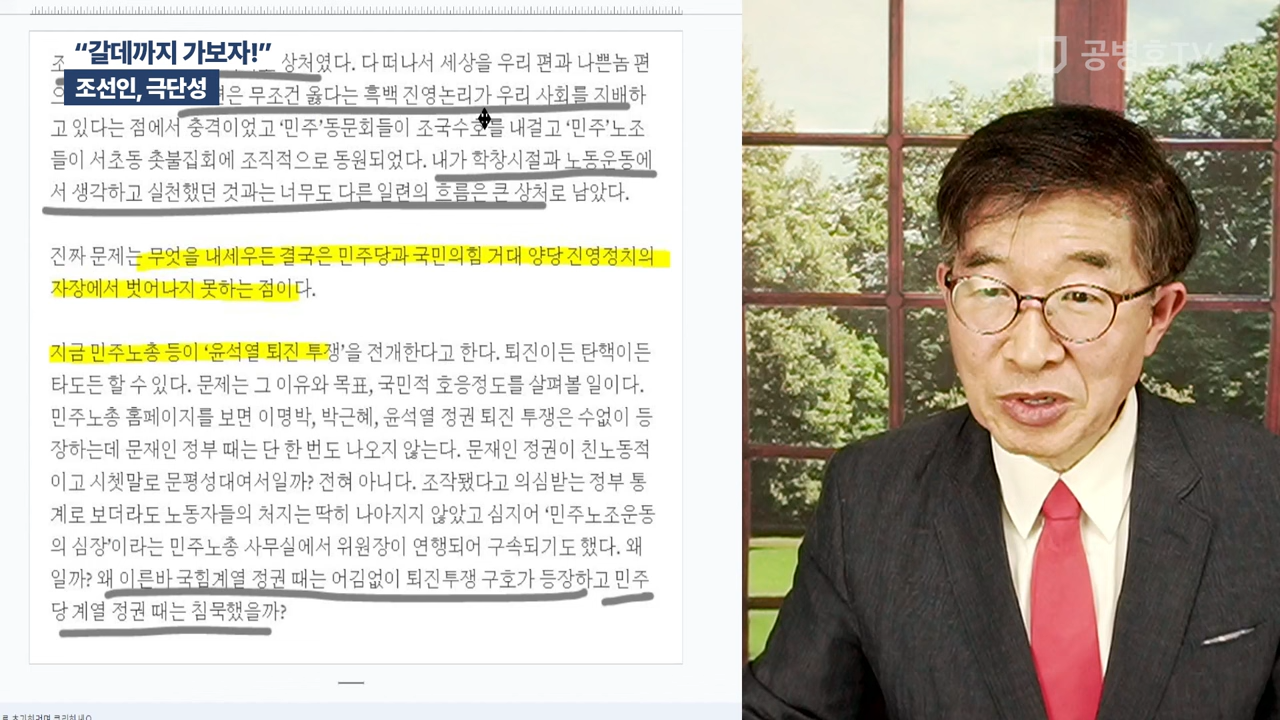 “갈데까지 가보자!”
조선인, 극단성
공병호TV
조 상처였다. 다 떠나서 세상을 우리 편과 나쁜놈 편
은 무조건 옳다는 흑백 진영논리가 우리 사회를 지배하
고 있다는 점에서 충격이었고 ‘민주’동문회들이 조국수호를 내걸고 ‘민주’노조
들이 서초동 촛불집회에 조직적으로 동원되었다. 내가 학창시절과 노동운동에
서 생각하고 실천했던 것과는 너무도 다른 일련의 흐름은 큰 상처로 남았다.
진짜 문제는 무엇을 내세우든 결국은 민주당과 국민의힘 거대 양당 진영정치의
자장에서 벗어나지 못하는 점이다.
지금 민주노총 등이 ‘윤석열 퇴진 투쟁’을 전개한다고 한다. 퇴진이든 탄핵이든
타도든 할 수 있다. 문제는 그 이유와 목표, 국민적 호응정도를 살펴볼 일이다.
민주노총 홈페이지를 보면 이명박, 박근혜, 윤석열 정권 퇴진 투쟁은 수없이 등
장하는데 문재인 정부 때는 단 한 번도 나오지 않는다. 문재인 정권이 친노동적
이고 시쳇말로 문평성대여서일까? 전혀 아니다. 조작됐다고 의심받는 정부 통
계로 보더라도 노동자들의 처지는 딱히 나아지지 않았고 심지어 ‘민주노조운동
의 심장’이라는 민주노총 사무실에서 위원장이 연행되어 구속되기도 했다. 왜
일까? 왜 이른바 국힘계열 정권 때는 어김없이 퇴진투쟁 구호가 등장하고 민주
당 계열 정권 때는 침묵했을까?